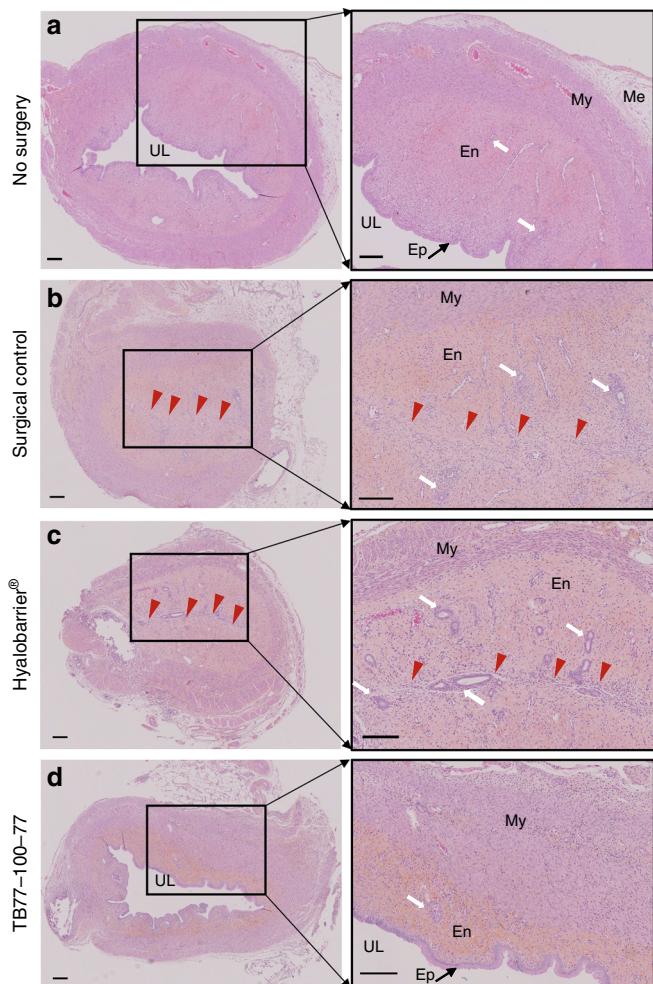 a
No surgery
UL
My
Me
En
UL
Ep
b
Surgical control
My
En
c
Hyalobarrier®
My
En
d
TB77–100–77
UL
My
En
UL
Ep